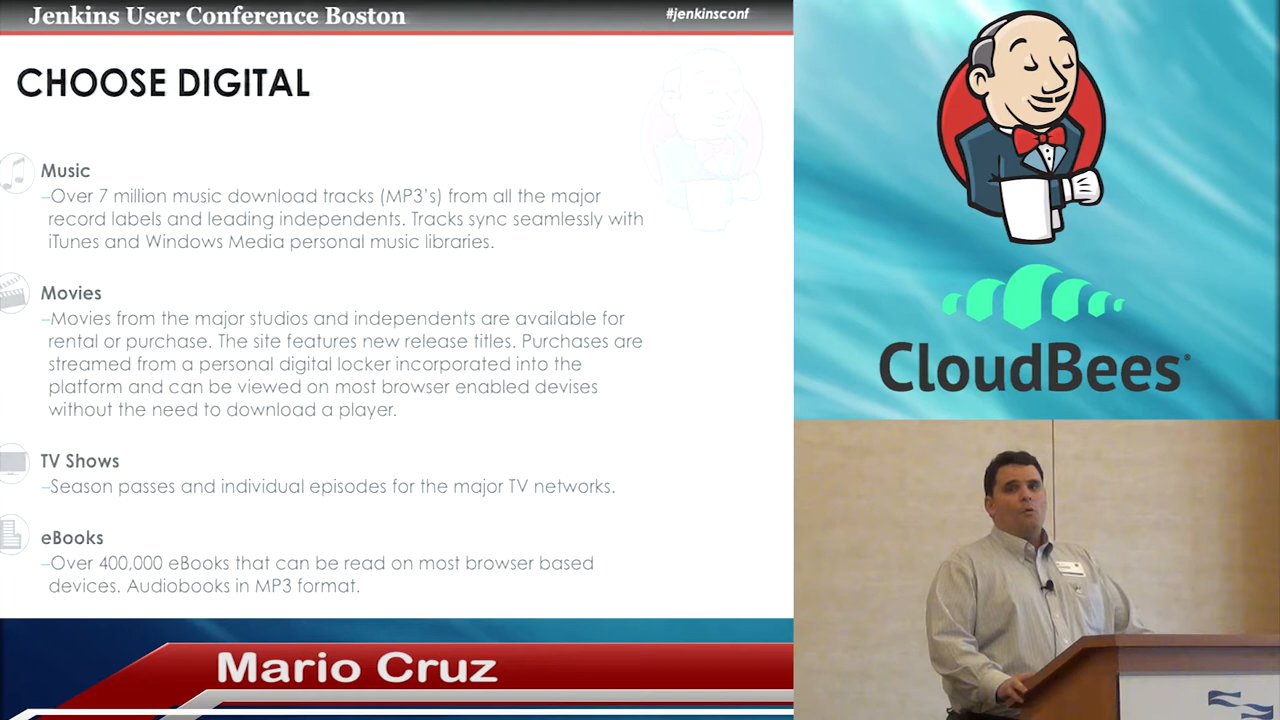 Jenkins User Conference Boston
#jenkinsconf
CHOOSE DIGITAL
Music
–Over 7 million music download tracks (MP3's) from all the major
record labels and leading independents. Tracks sync seamlessly with
iTunes and Windows Media personal music libraries.
Movies
–Movies from the major studios and independents are available for
rental or purchase. The site features new release titles. Purchases are
streamed from a personal digital locker incorporated into the
platform and can be viewed on most browser enabled devises
without the need to download a player.
TV Shows
–Season passes and individual episodes for the major TV networks.
eBooks
–Over 400,000 eBooks that can be read on most browser based
devices. Audiobooks in MP3 format.
Mario Cruz
CloudBees®